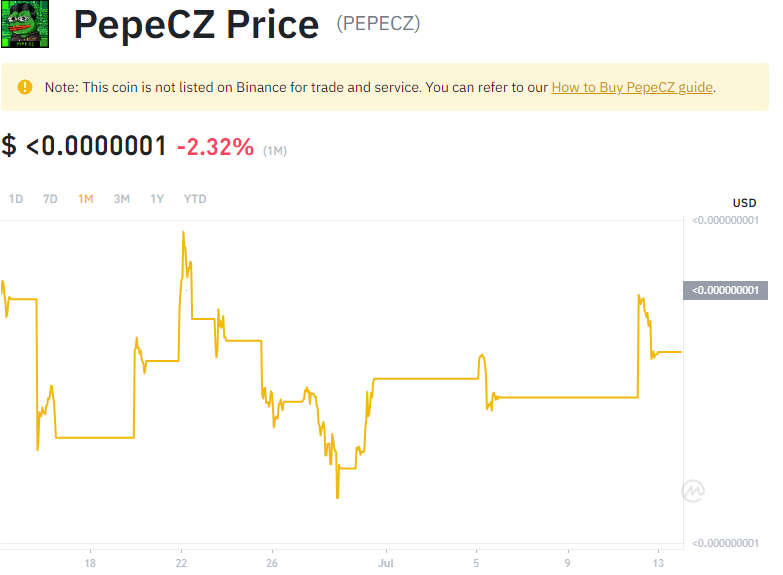 PepeCZ Price (PEPECZ)
Note: This coin is not listed on Binance for trade and service. You can refer to our How to Buy PepeCZ guide.
$ <0.0000001 -2.32% (1M)
1D 7D 1M 3M 1Y YTD
USD
<0.000000001
<0.000000001
<0.000000001
18 22 26 Jul 5 9 13